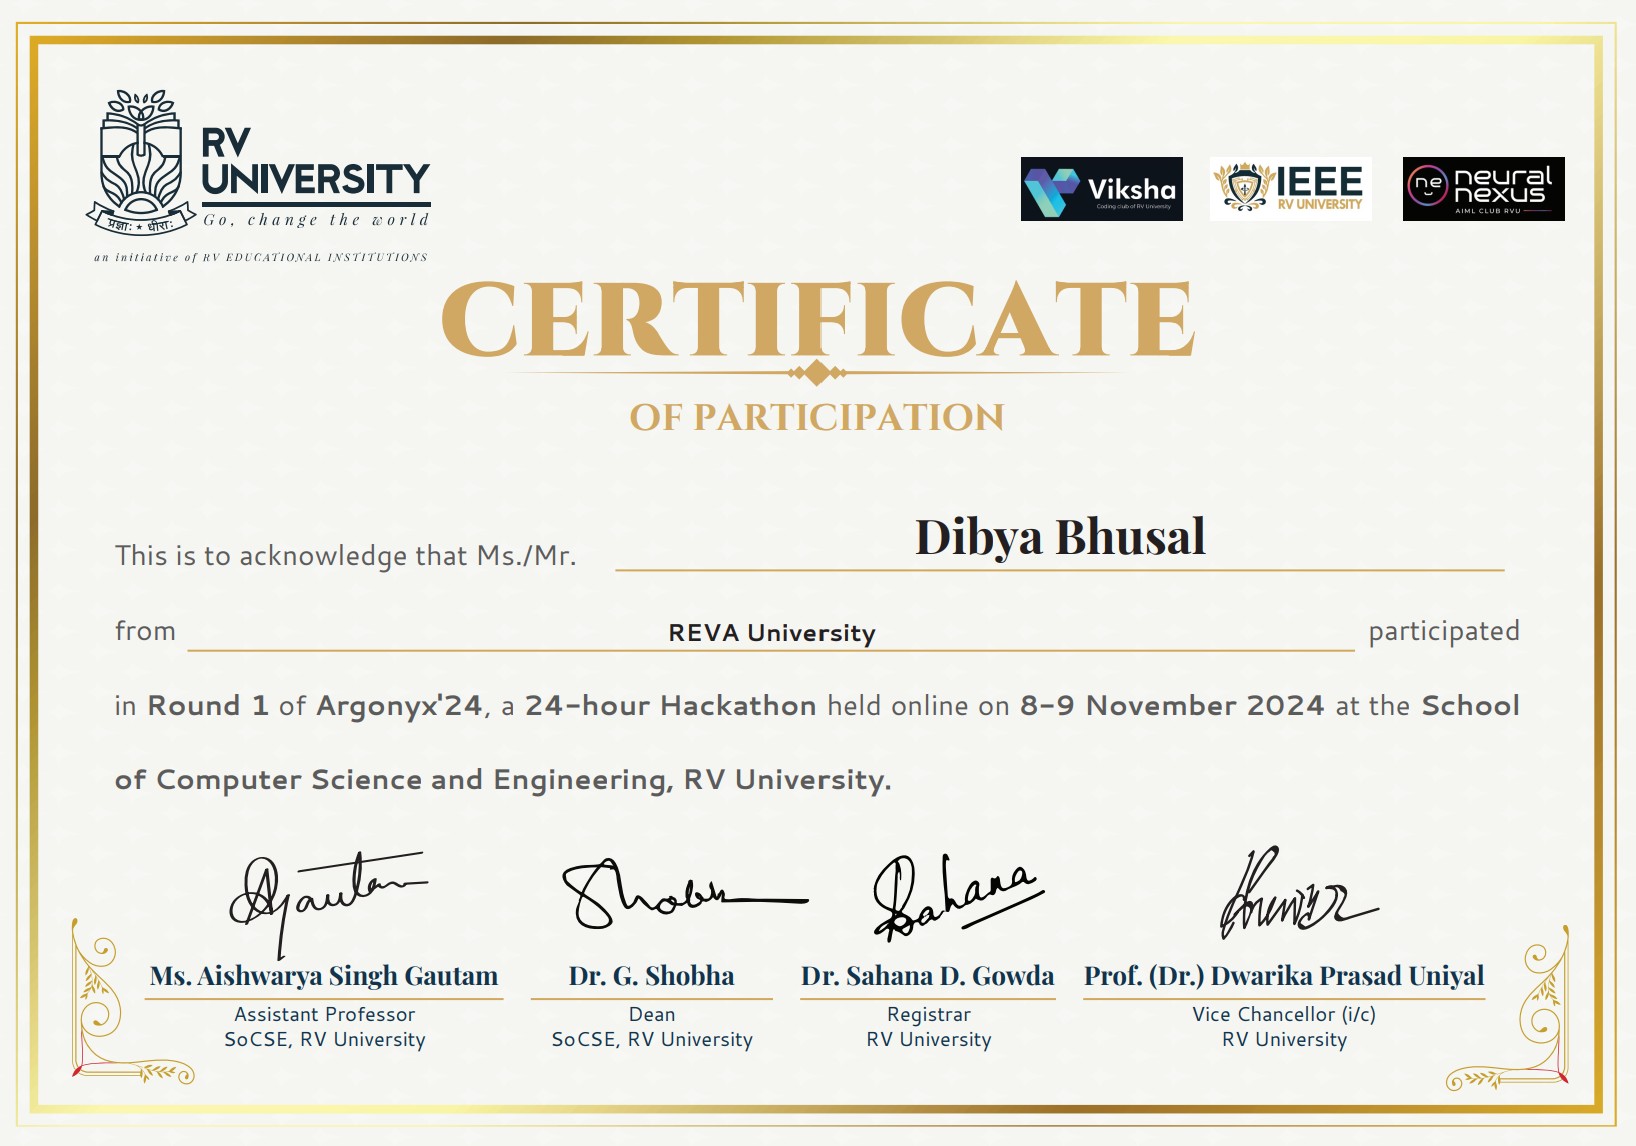 RV
UNIVERSITY
Go, change the world
प्रज्ञाः ★ धीराः
an initiative of RV EDUCATIONAL INSTITUTIONS
Viksha
Coding club of RV University
IEEE
RV UNIVERSITY
ne
neural
nexus
AIML CLUB RVU
CERTIFICATE
OF PARTICIPATION
This is to acknowledge that Ms./Mr. Dibya Bhusal
from REVA University participated
in Round 1 of Argonyx'24, a 24-hour Hackathon held online on 8-9 November 2024 at the School
of Computer Science and Engineering, RV University.
Ms. Aishwarya Singh Gautam
Assistant Professor
SoCSE, RV University
Dr. G. Shobha
Dean
SoCSE, RV University
Sahana
Dr. Sahana D. Gowda
Registrar
RV University
Prof. (Dr.) Dwarika Prasad Uniyal
Vice Chancellor (i/c)
RV University